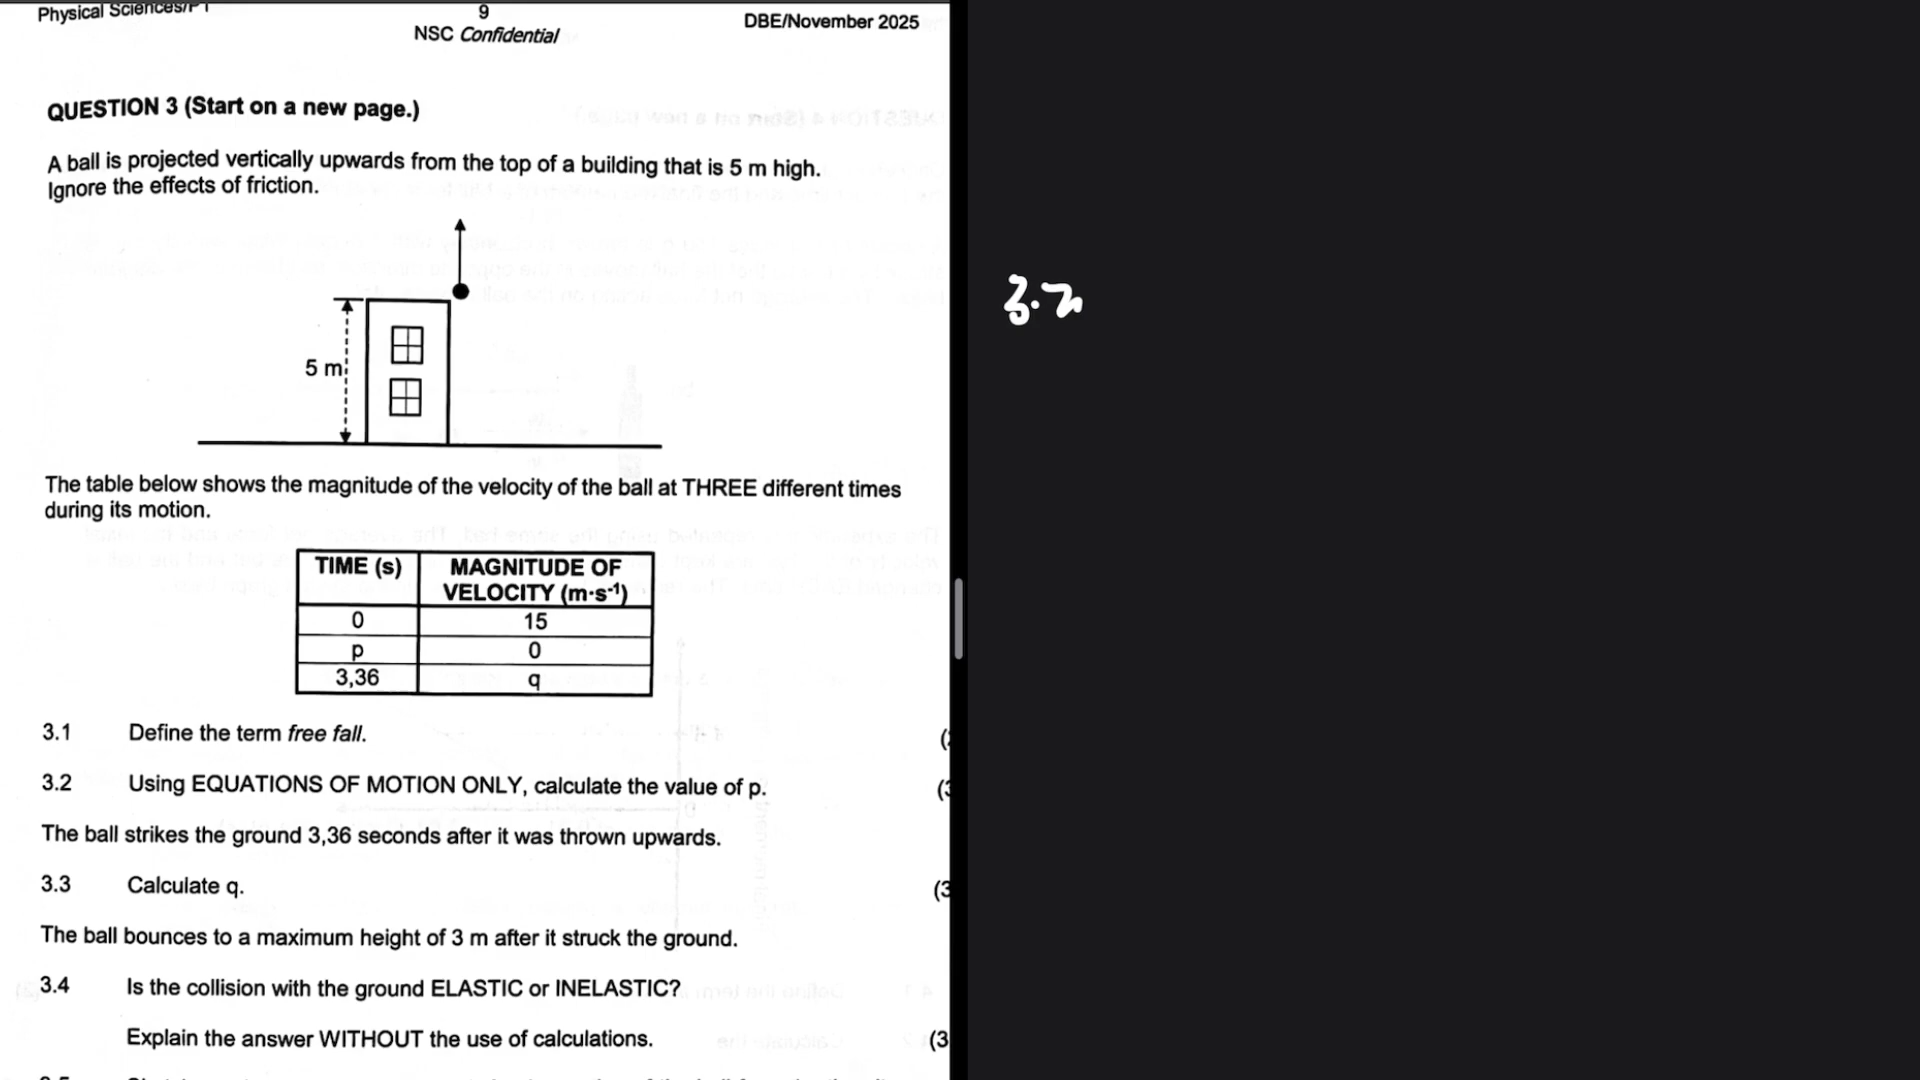 Physical Sciences/P1
9
DBE/November 2025
NSC Confidential
QUESTION 3 (Start on a new page.)
A ball is projected vertically upwards from the top of a building that is 5 m high.
Ignore the effects of friction.
5 m
3.2
The table below shows the magnitude of the velocity of the ball at THREE different times
during its motion.
TIME (s) MAGNITUDE OF VELOCITY (m·s⁻¹)
0 15
p 0
3,36 q
3.1 Define the term free fall.
3.2 Using EQUATIONS OF MOTION ONLY, calculate the value of p. (3
The ball strikes the ground 3,36 seconds after it was thrown upwards.
3.3 Calculate q. (3
The ball bounces to a maximum height of 3 m after it struck the ground.
3.4 Is the collision with the ground ELASTIC or INELASTIC?
Explain the answer WITHOUT the use of calculations. (3